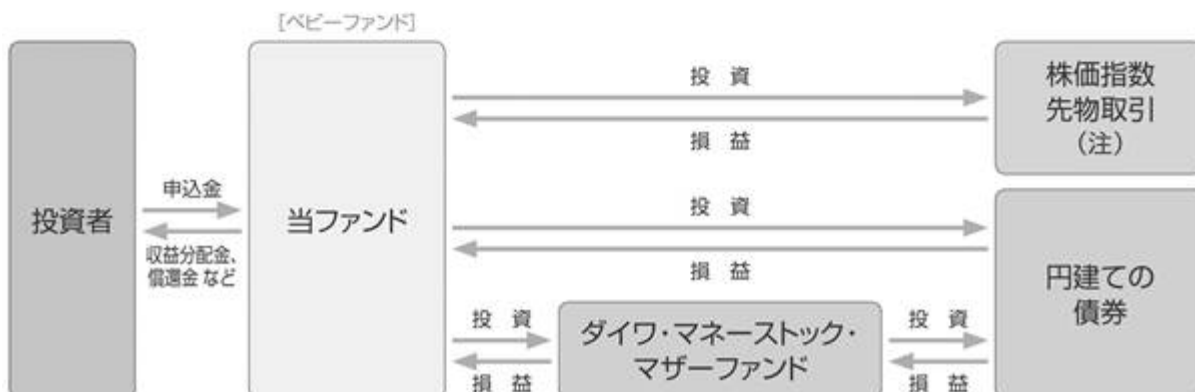 [ベビーファンド]
投資者
申込金
収益分配金、
償還金 など
当ファンド
投 資
損 益
株価指数
先物取引
（注）
投 資
損 益
円建ての
債券
投 資
損 益
ダイワ・マネーストック・
マザーファンド
投 資
損 益